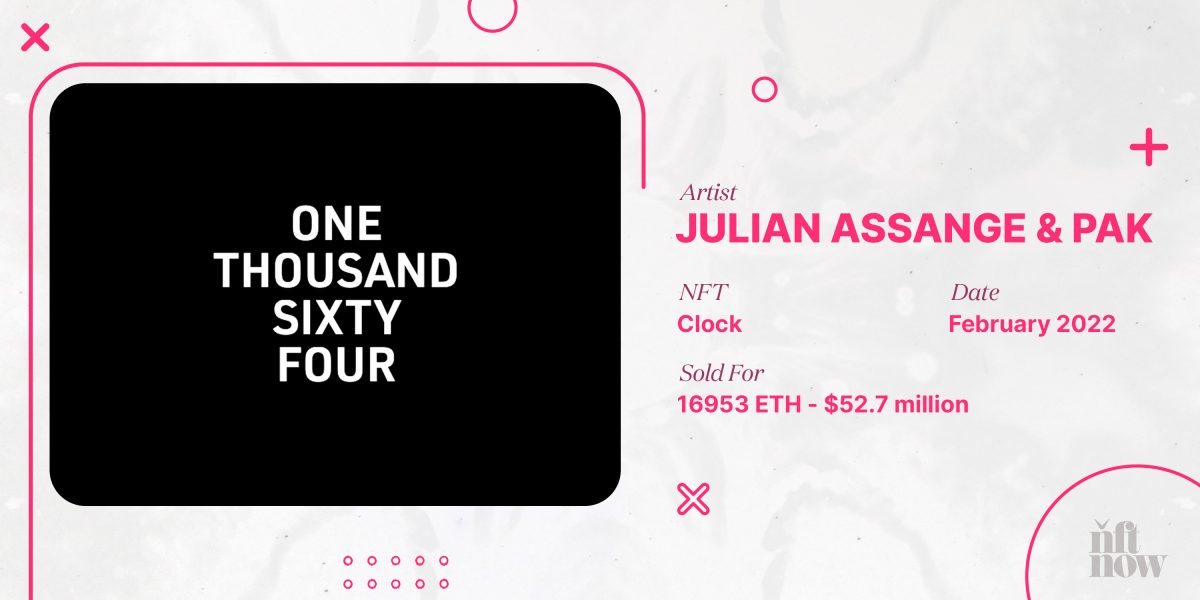 ONE
THOUSAND
SIXTY
FOUR
Artist
JULIAN ASSANGE & PAK
NFT
Clock
Date
February 2022
Sold For
16953 ETH - $52.7 million
nft
now